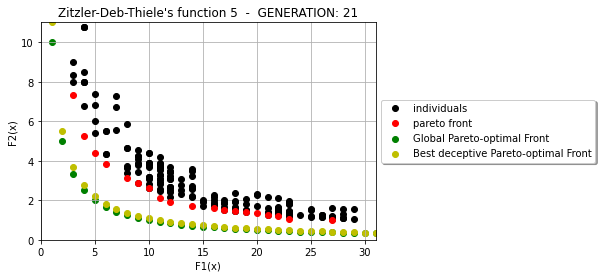 Zitzler-Deb-Thiele's function 5 - GENERATION: 21
F2(x)
10
8
6
4
2
0
0 5 10 15 20 25 30
F1(x)
individuals
pareto front
Global Pareto-optimal Front
Best deceptive Pareto-optimal Front